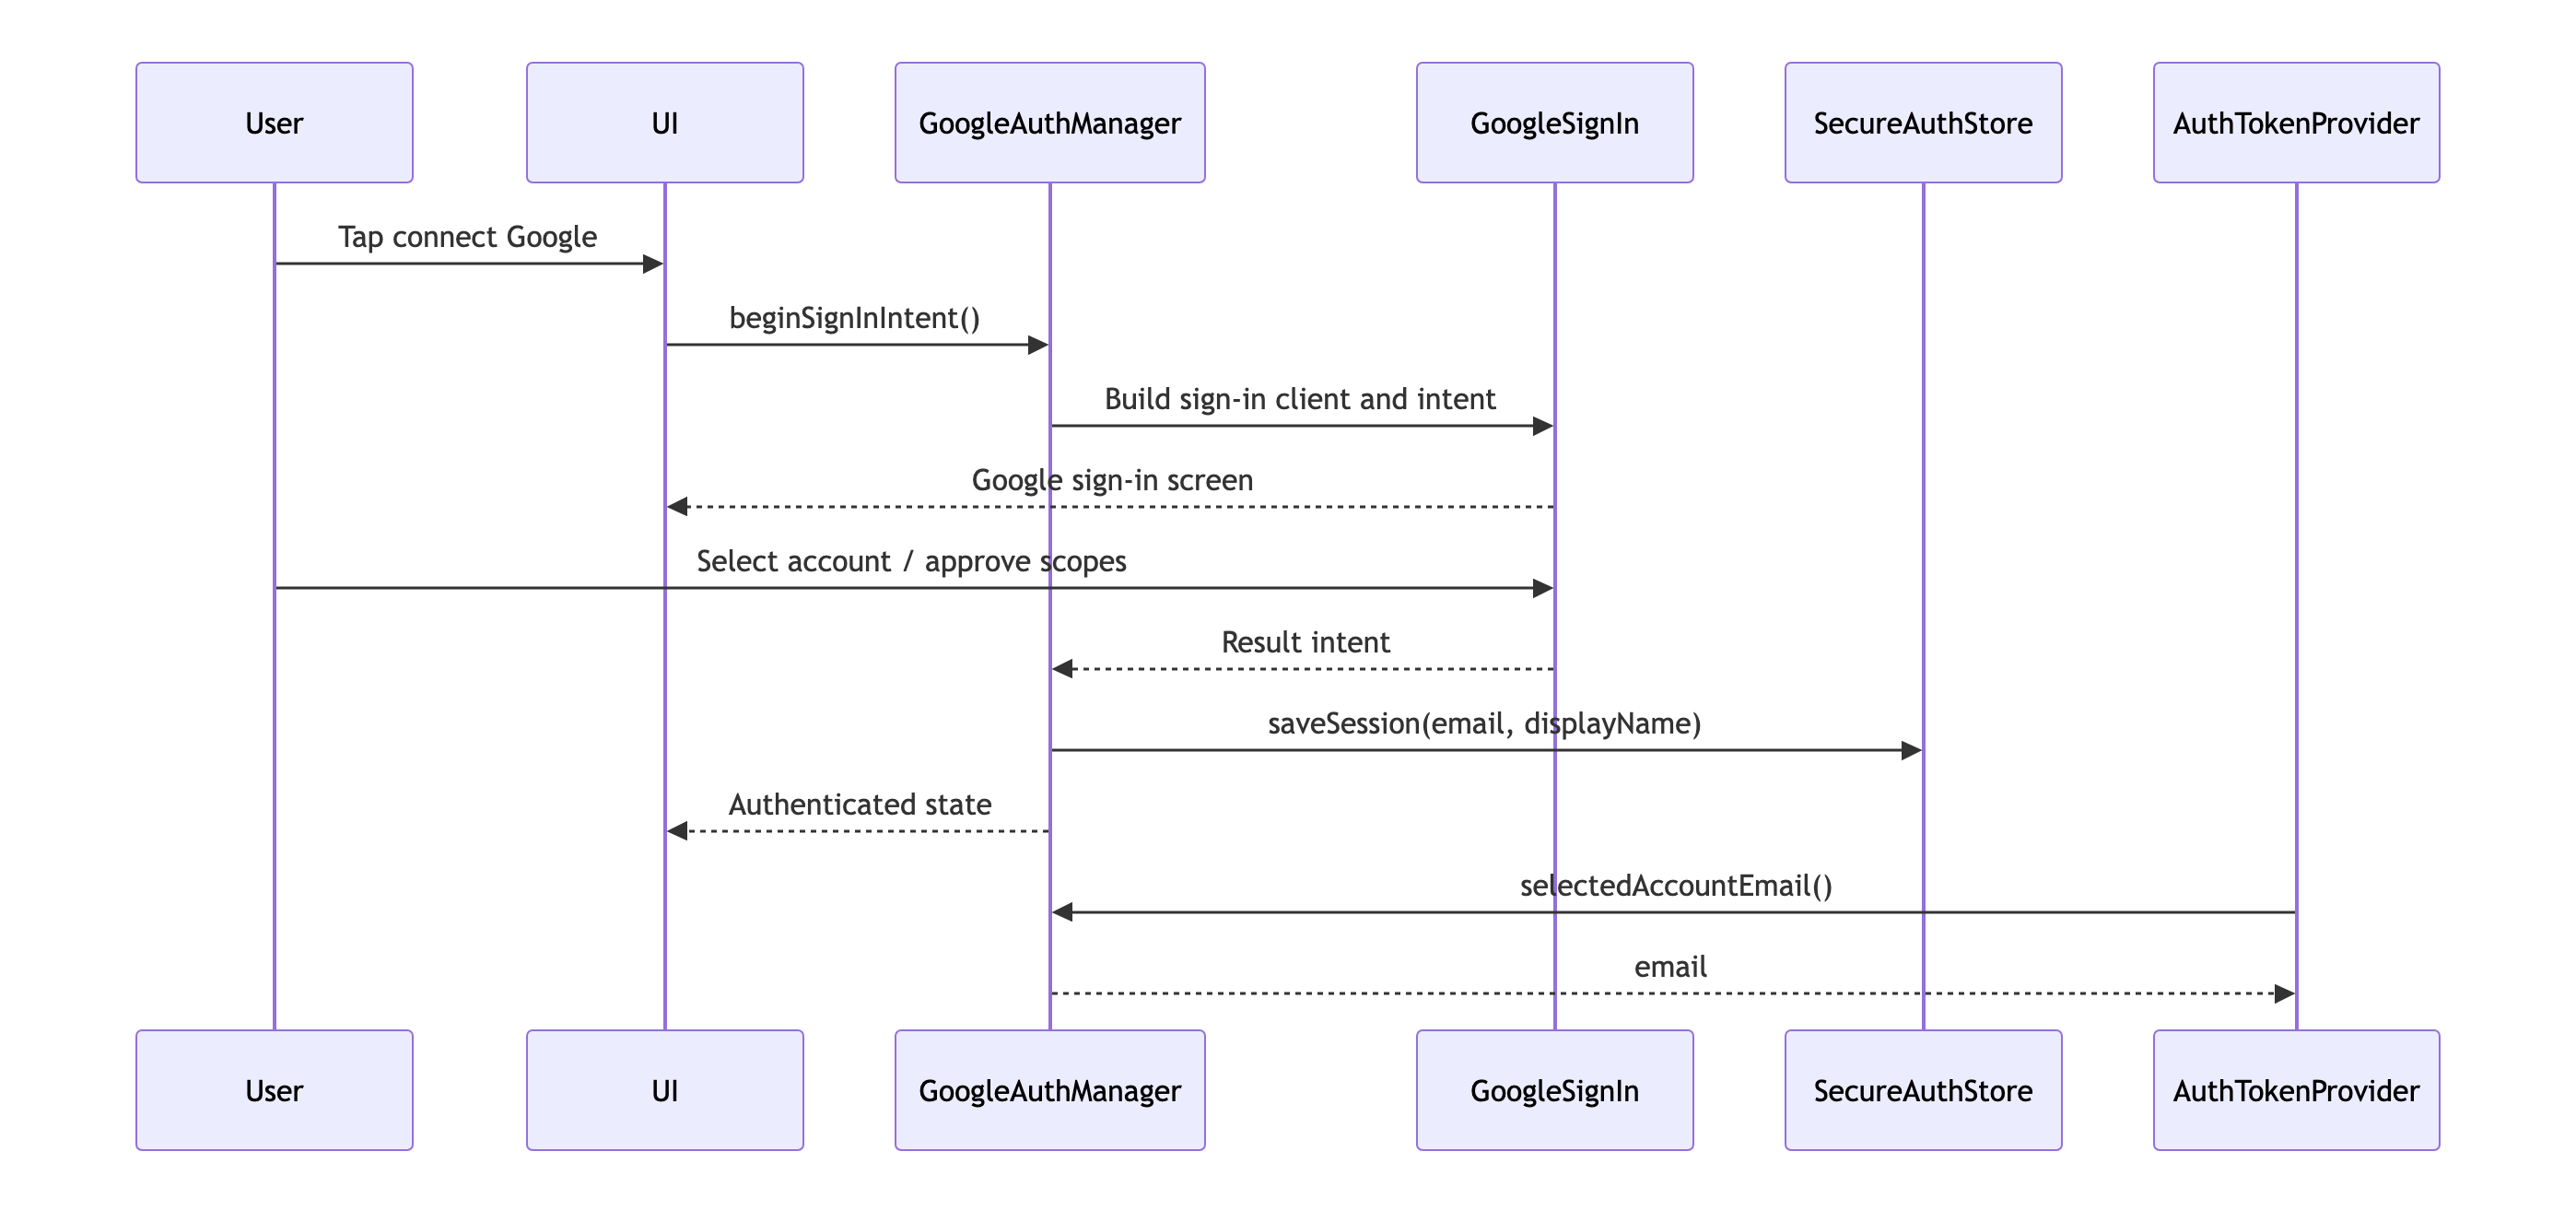 User
UI
GoogleAuthManager
GoogleSignIn
SecureAuthStore
AuthTokenProvider
Tap connect Google
beginSignInIntent()
Build sign-in client and intent
Google sign-in screen
Select account / approve scopes
Result intent
saveSession(email, displayName)
Authenticated state
selectedAccountEmail()
email
User
UI
GoogleAuthManager
GoogleSignIn
SecureAuthStore
AuthTokenProvider